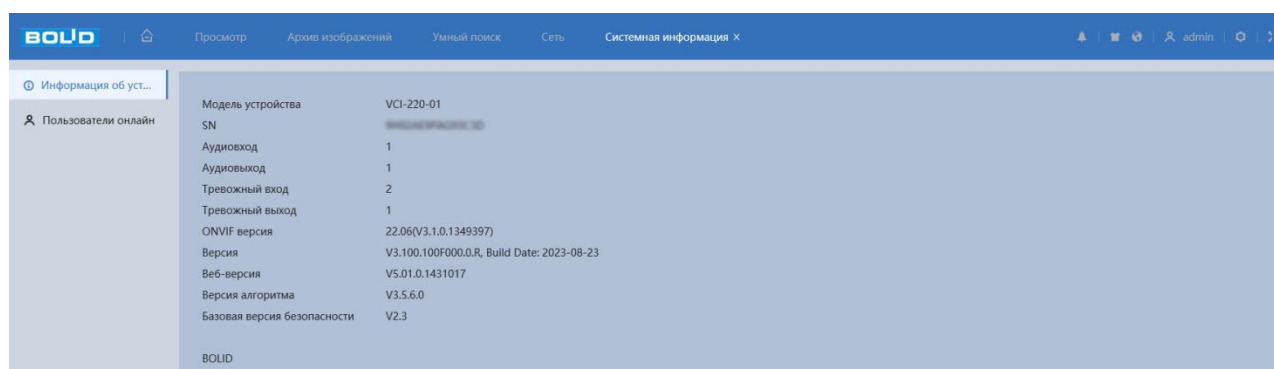 BOLID Просмотр Архив изображений Умный поиск Сеть Системная информация × admin
Информация об уст...
Пользователи онлайн
Модель устройства VCI-220-01
SN
Аудиовход 1
Аудиовыход 1
Тревожный вход 2
Тревожный выход 1
ONVIF версия 22.06(V3.1.0.1349397)
Версия V3.100.100F000.0.R, Build Date: 2023-08-23
Веб-версия V5.01.0.1431017
Версия алгоритма V3.5.6.0
Базовая версия безопасности V2.3
BOLID